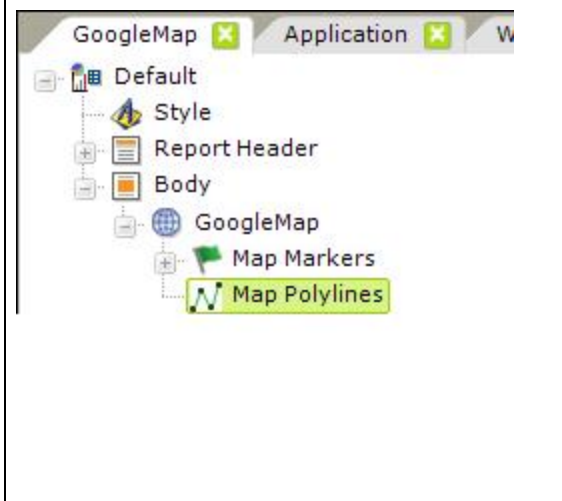 GoogleMap Application W
Default
Style
Report Header
Body
GoogleMap
Map Markers
Map Polylines